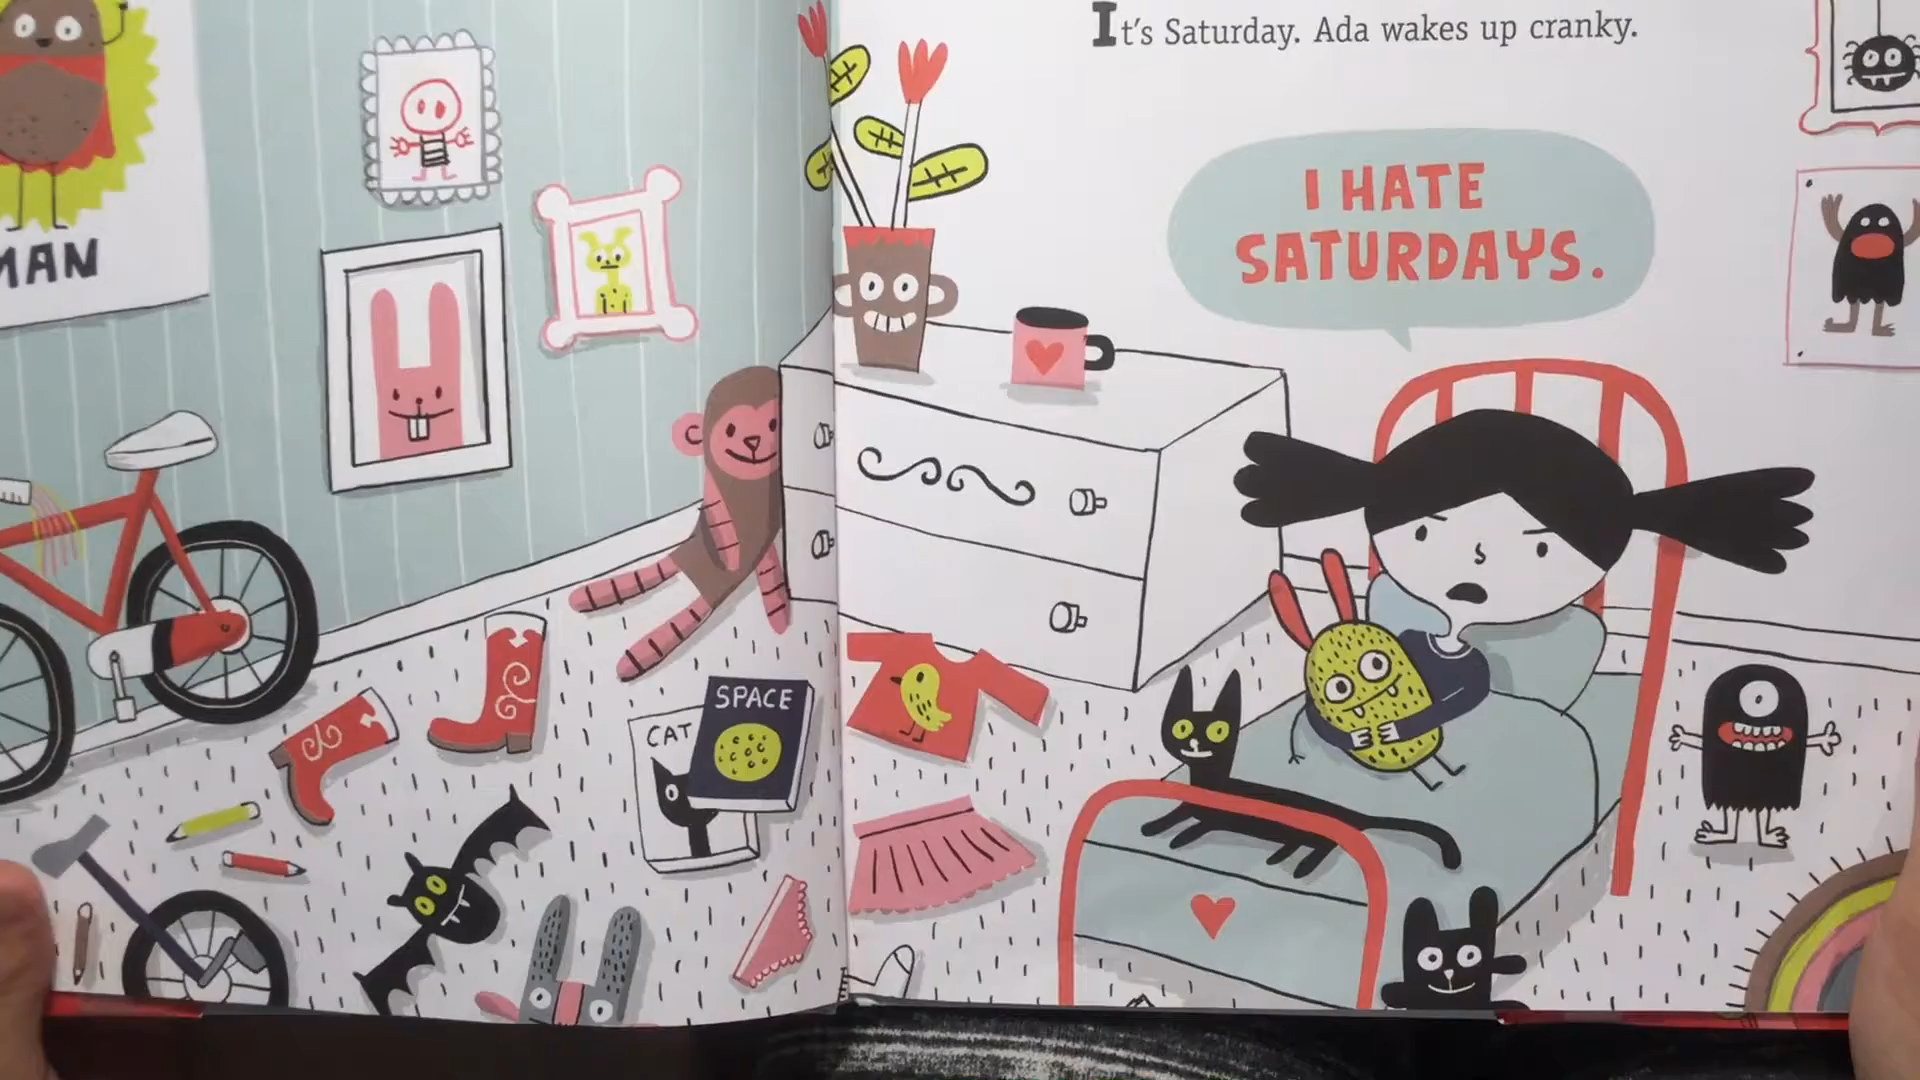 MAN
SPACE
CAT
It's Saturday. Ada wakes up cranky.
I HATE
SATURDAYS.